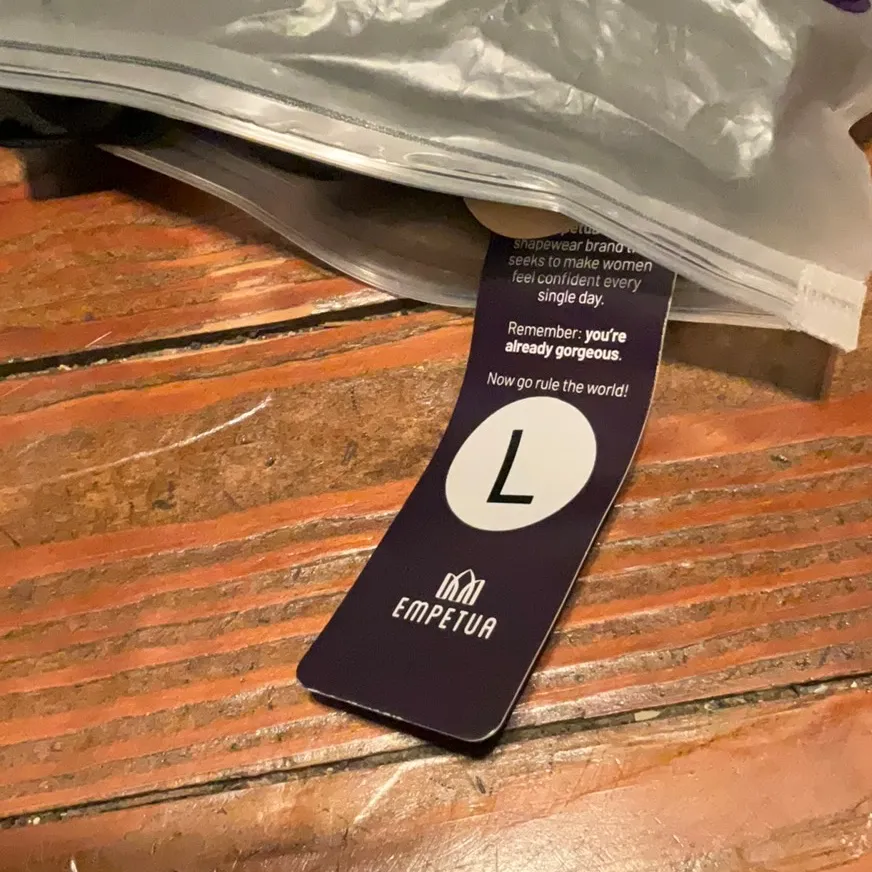 shapewear brand
seeks to make women
feel confident every
single day.
Remember: you're
already gorgeous.
Now go rule the world!
L
EMPETUA